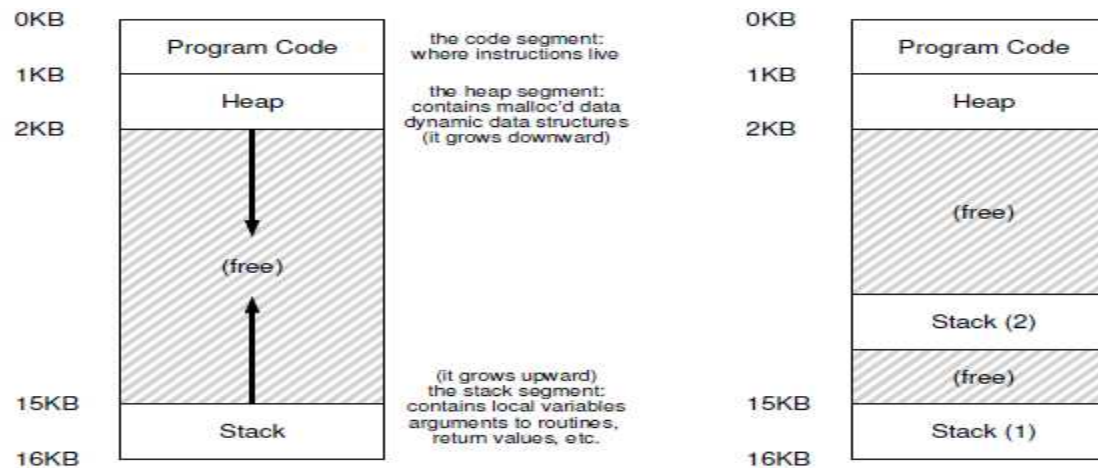 0KB
Program Code
the code segment:
where instructions live
1KB
Heap
the heap segment:
contains malloc'd data
dynamic data structures
(it grows downward)
2KB
(free)
(it grows upward)
the stack segment:
contains local variables
arguments to routines,
return values, etc.
15KB
Stack
16KB
0KB
Program Code
1KB
Heap
2KB
(free)
Stack (2)
(free)
15KB
Stack (1)
16KB